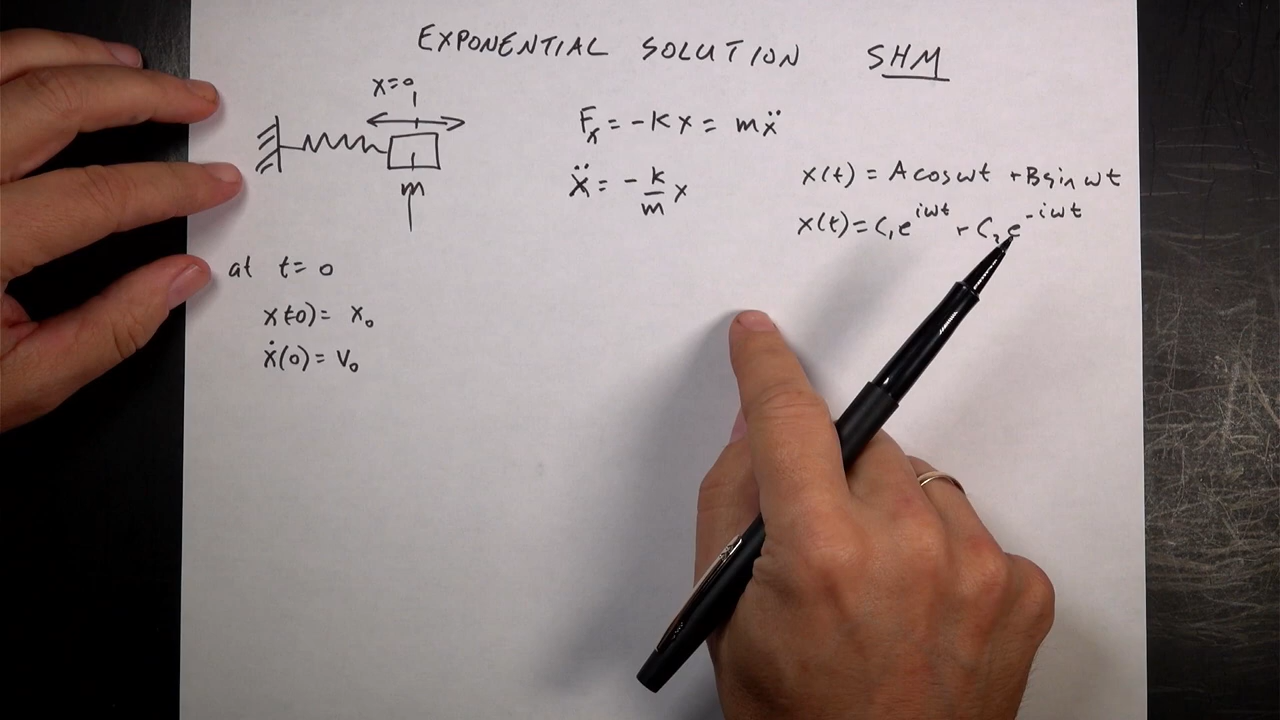 EXPONENTIAL SOLUTION SHM
x=0
m
F_x = -kx = mẍ
ẍ = - k/m x
x(t) = A cos ωt + B sin ωt
x(t) = C₁e^{iωt} + C₂e^{-iωt}
at t=0
x(0) = x₀
ẋ(0) = v₀